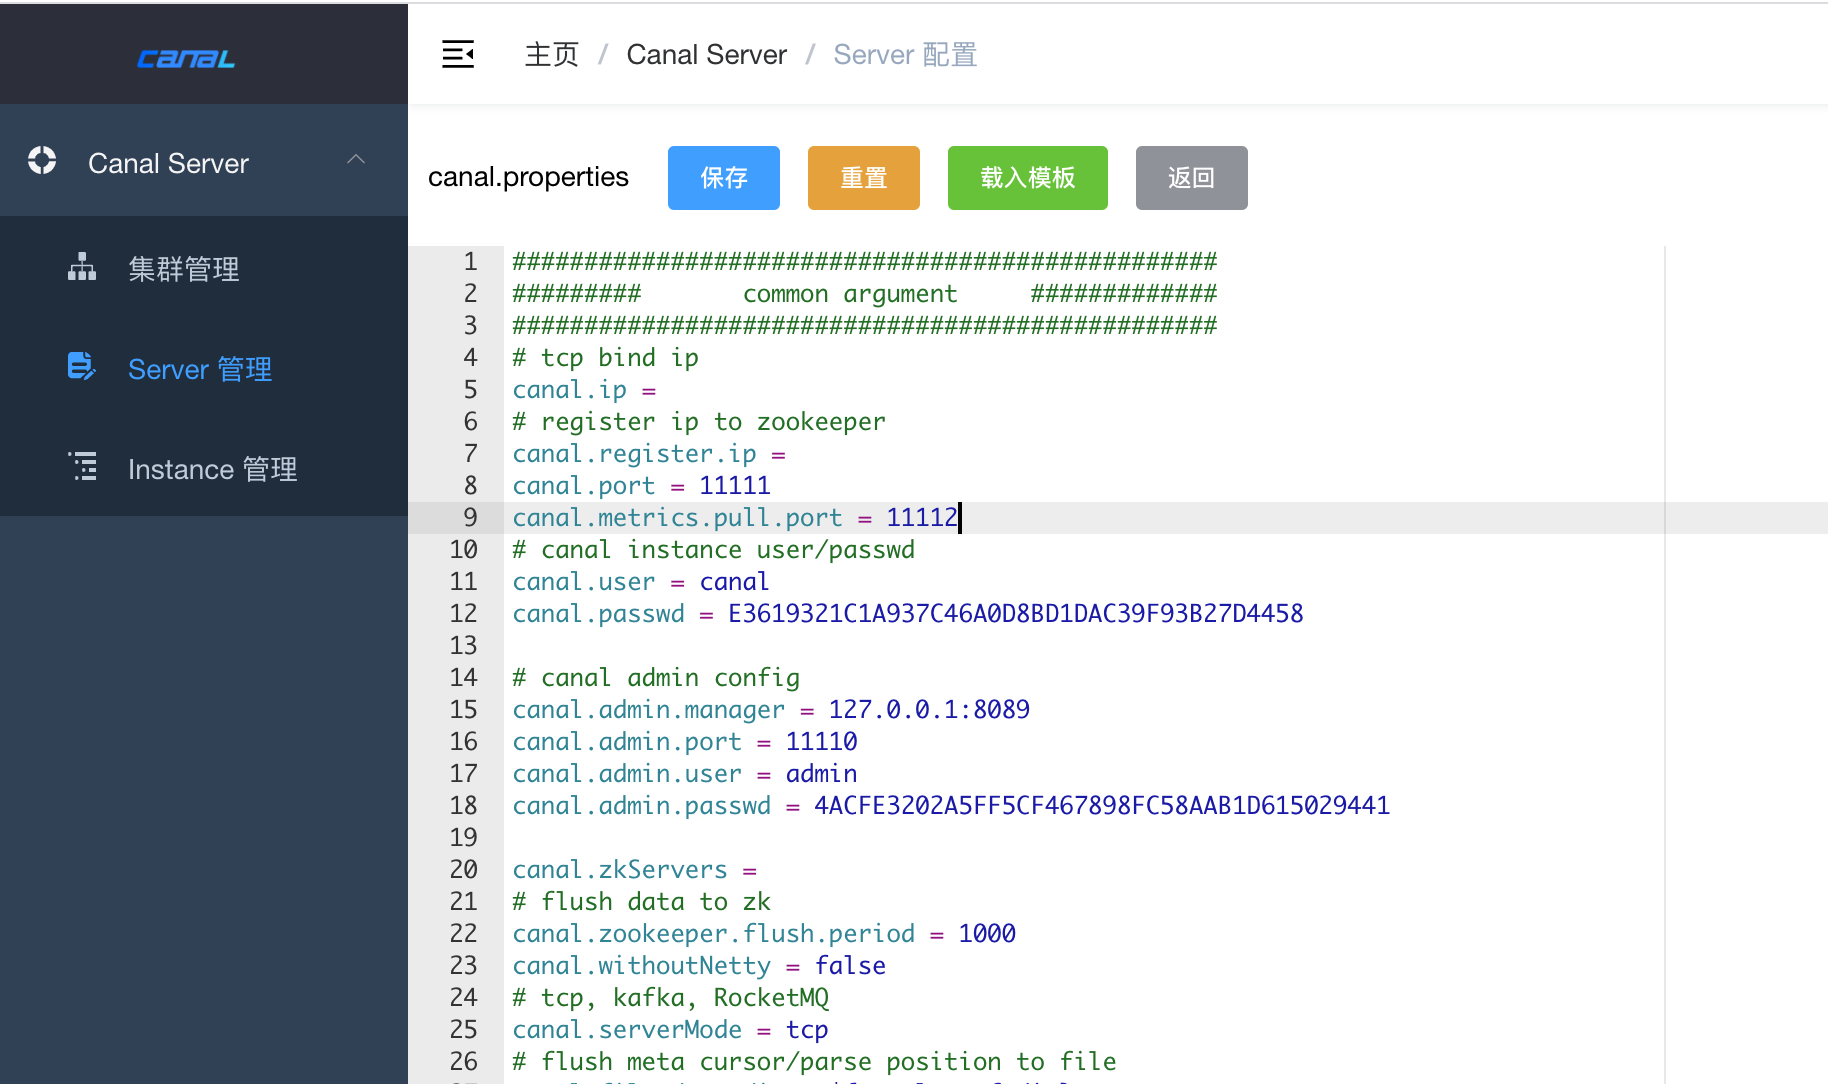 canal
主页 / Canal Server / Server 配置
Canal Server
集群管理
Server 管理
Instance 管理
canal.properties 保存 重置 载入模板 返回
1 #################################################
2 #########       common argument     #############
3 #################################################
4 # tcp bind ip
5 canal.ip =
6 # register ip to zookeeper
7 canal.register.ip =
8 canal.port = 11111
9 canal.metrics.pull.port = 11112
10 # canal instance user/passwd
11 canal.user = canal
12 canal.passwd = E3619321C1A937C46A0D8BD1DAC39F93B27D4458
13
14 # canal admin config
15 canal.admin.manager = 127.0.0.1:8089
16 canal.admin.port = 11110
17 canal.admin.user = admin
18 canal.admin.passwd = 4ACFE3202A5FF5CF467898FC58AAB1D615029441
19
20 canal.zkServers =
21 # flush data to zk
22 canal.zookeeper.flush.period = 1000
23 canal.withoutNetty = false
24 # tcp, kafka, RocketMQ
25 canal.serverMode = tcp
26 # flush meta cursor/parse position to file